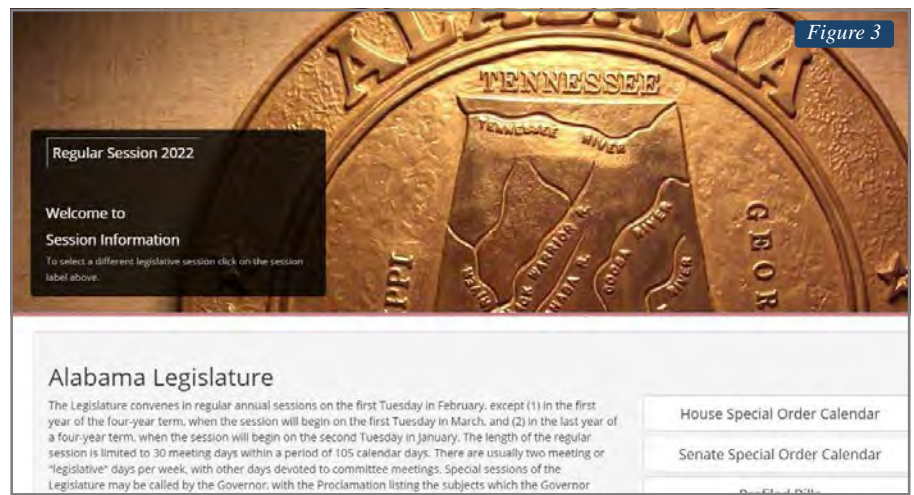 Figure 3
ALABAMA
TENNESSEE
TENNESSEE RIVER
Regular Session 2022
Welcome to
Session Information
To select a different legislative session click on the session
label above.
WARRIOR R.
COOSA RIVER
RIVER
PPI
GEOR
Alabama Legislature
The Legislature convenes in regular annual sessions on the first Tuesday in February, except (1) in the first
year of the four-year term, when the session will begin on the first Tuesday in March, and (2) in the last year of
a four-year term, when the session will begin on the second Tuesday in January. The length of the regular
session is limited to 30 meeting days within a period of 105 calendar days. There are usually two meeting or
"legislative" days per week, with other days devoted to committee meetings. Special sessions of the
Legislature may be called by the Governor, with the Proclamation listing the subjects which the Governor
House Special Order Calendar
Senate Special Order Calendar
Prefiled Bills